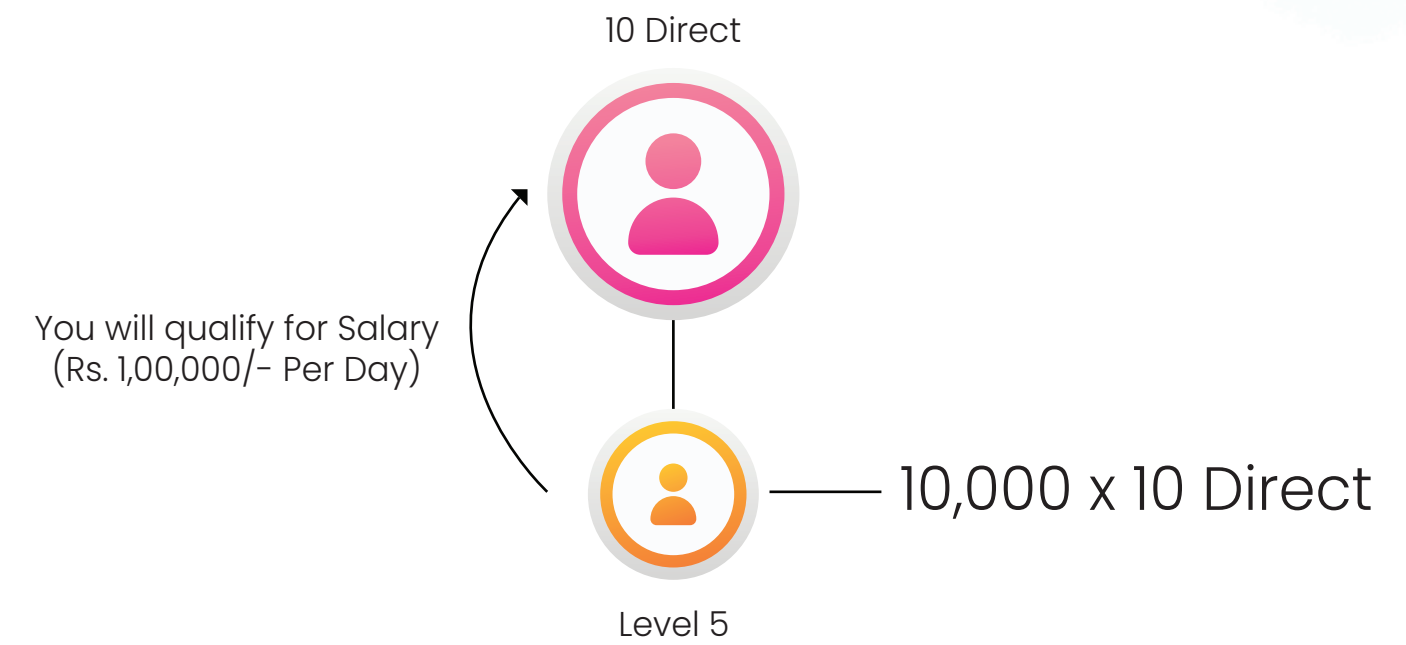 10 Direct
You will qualify for Salary
(Rs. 1,00,000/- Per Day)
10,000 x 10 Direct
Level 5